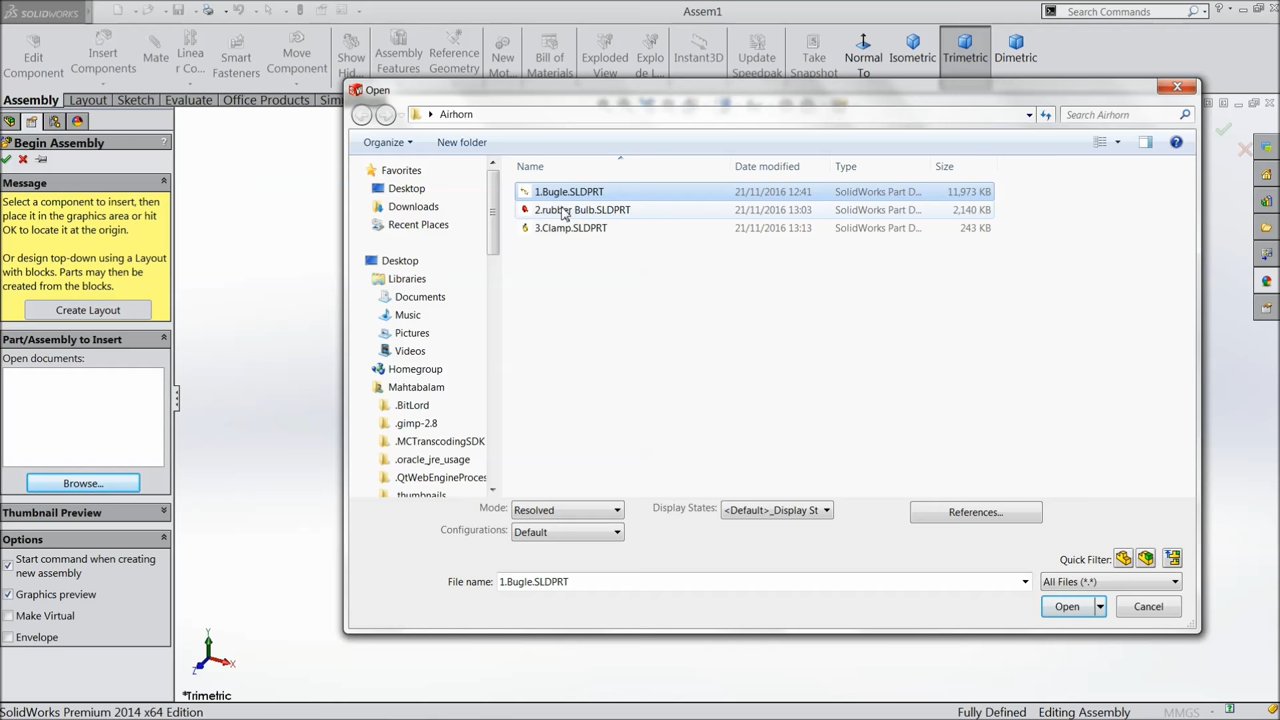 SOLIDWORKS
Assem1
Search Commands
Edit
Component
Insert
Components
Mate
Linea
r Co...
Smart
Fasteners
Move
Component
Show
Hid...
Assembly
Features
Reference
Geometry
New
Mot...
Bill of
Materials
Exploded
View
Explo
de L...
Instant3D
Update
Speedpak
Take
Snapshot
Normal
To
Isometric
Trimetric
Dimetric
Assembly
Layout
Sketch
Evaluate
Office Products
Begin Assembly
?
Message
Select a component to insert, then
place it in the graphics area or hit
OK to locate it at the origin.
Or design top-down using a Layout
with blocks. Parts may then be
created from the blocks.
Create Layout
Part/Assembly to Insert
Open documents:
Browse...
Thumbnail Preview
Options
Start command when creating
new assembly
Graphics preview
Make Virtual
Envelope
Open
Airhorn
Search Airhorn
Organize
New folder
Favorites
Desktop
Downloads
Recent Places
Desktop
Libraries
Documents
Music
Pictures
Videos
Homegroup
Mahtabalam
.BitLord
.gimp-2.8
.MCTranscodingSDK
.oracle_jre_usage
.QtWebEngineProces
.thumbnails
Name Date modified Type Size
1.Bugle.SLDPRT 21/11/2016 12:41 SolidWorks Part D... 11,973 KB
2.rubber Bulb.SLDPRT 21/11/2016 13:03 SolidWorks Part D... 2,140 KB
3.Clamp.SLDPRT 21/11/2016 13:13 SolidWorks Part D... 243 KB
Mode: Resolved
Display States: <Default>_Display St
References...
Configurations: Default
Quick Filter:
File name: 1.Bugle.SLDPRT
All Files (*.*)
Open
Cancel
Y
X
Z
*Trimetric
SolidWorks Premium 2014 x64 Edition
Fully Defined
Editing Assembly
MMGS